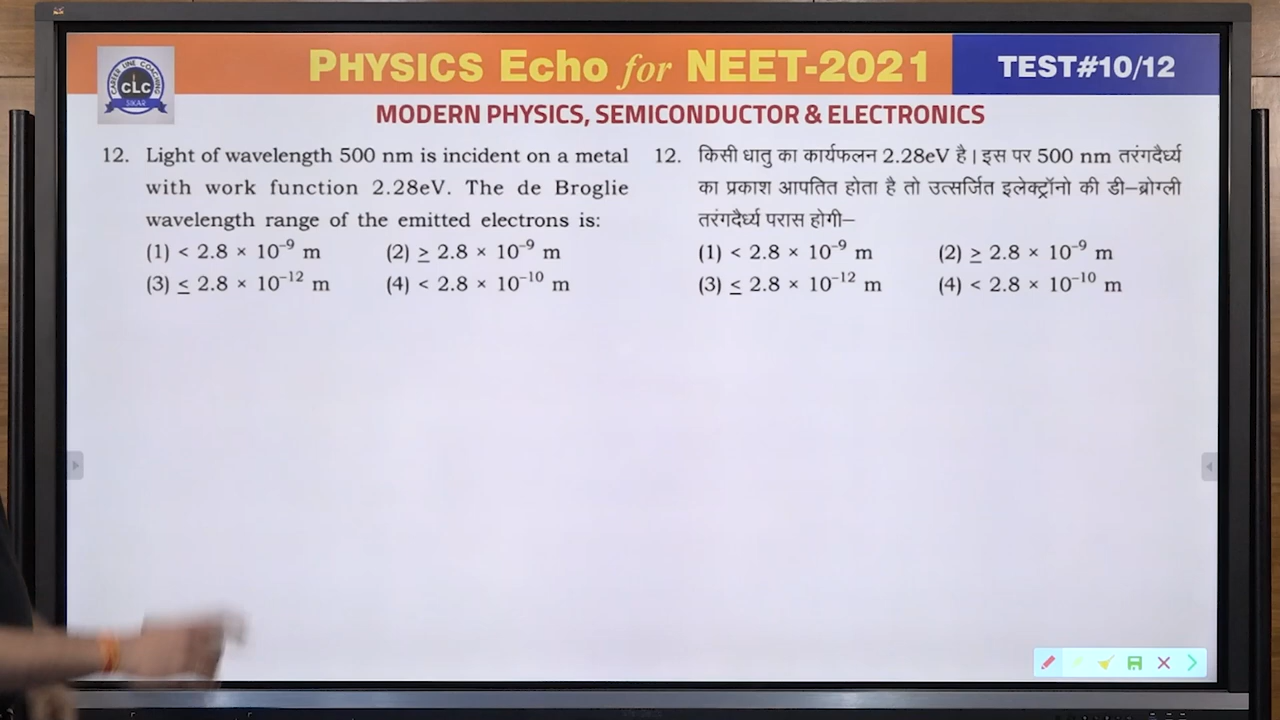 PHYSICS Echo for NEET-2021
TEST#10/12
CAREER LINE COACHING
CLC
SIKAR
MODERN PHYSICS, SEMICONDUCTOR & ELECTRONICS
12. Light of wavelength 500 nm is incident on a metal
with work function 2.28eV. The de Broglie
wavelength range of the emitted electrons is:
(1) < 2.8 × 10⁻⁹ m (2) ≥ 2.8 × 10⁻⁹ m
(3) ≤ 2.8 × 10⁻¹² m (4) < 2.8 × 10⁻¹⁰ m
12. किसी धातु का कार्यफलन 2.28eV है। इस पर 500 nm तरंगदैर्ध्य
का प्रकाश आपतित होता है तो उत्सर्जित इलेक्ट्रॉनो की डी–ब्रोग्ली
तरंगदैर्ध्य परास होगी–
(1) < 2.8 × 10⁻⁹ m (2) ≥ 2.8 × 10⁻⁹ m
(3) ≤ 2.8 × 10⁻¹² m (4) < 2.8 × 10⁻¹⁰ m